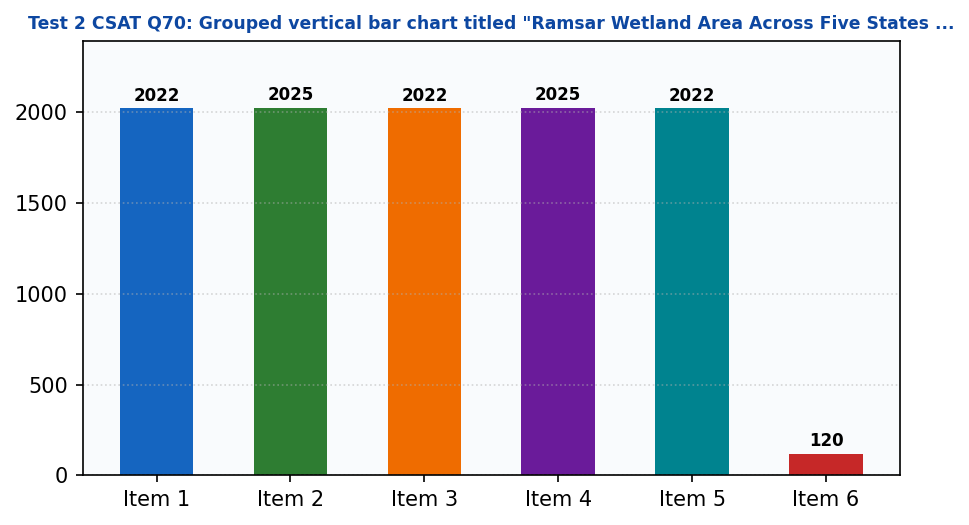 Test 2 CSAT Q70: Grouped vertical bar chart titled "Ramsar Wetland Area Across Five States ...
2022 2025 2022 2025 2022
120
2000
1500
1000
500
0
Item 1 Item 2 Item 3 Item 4 Item 5 Item 6